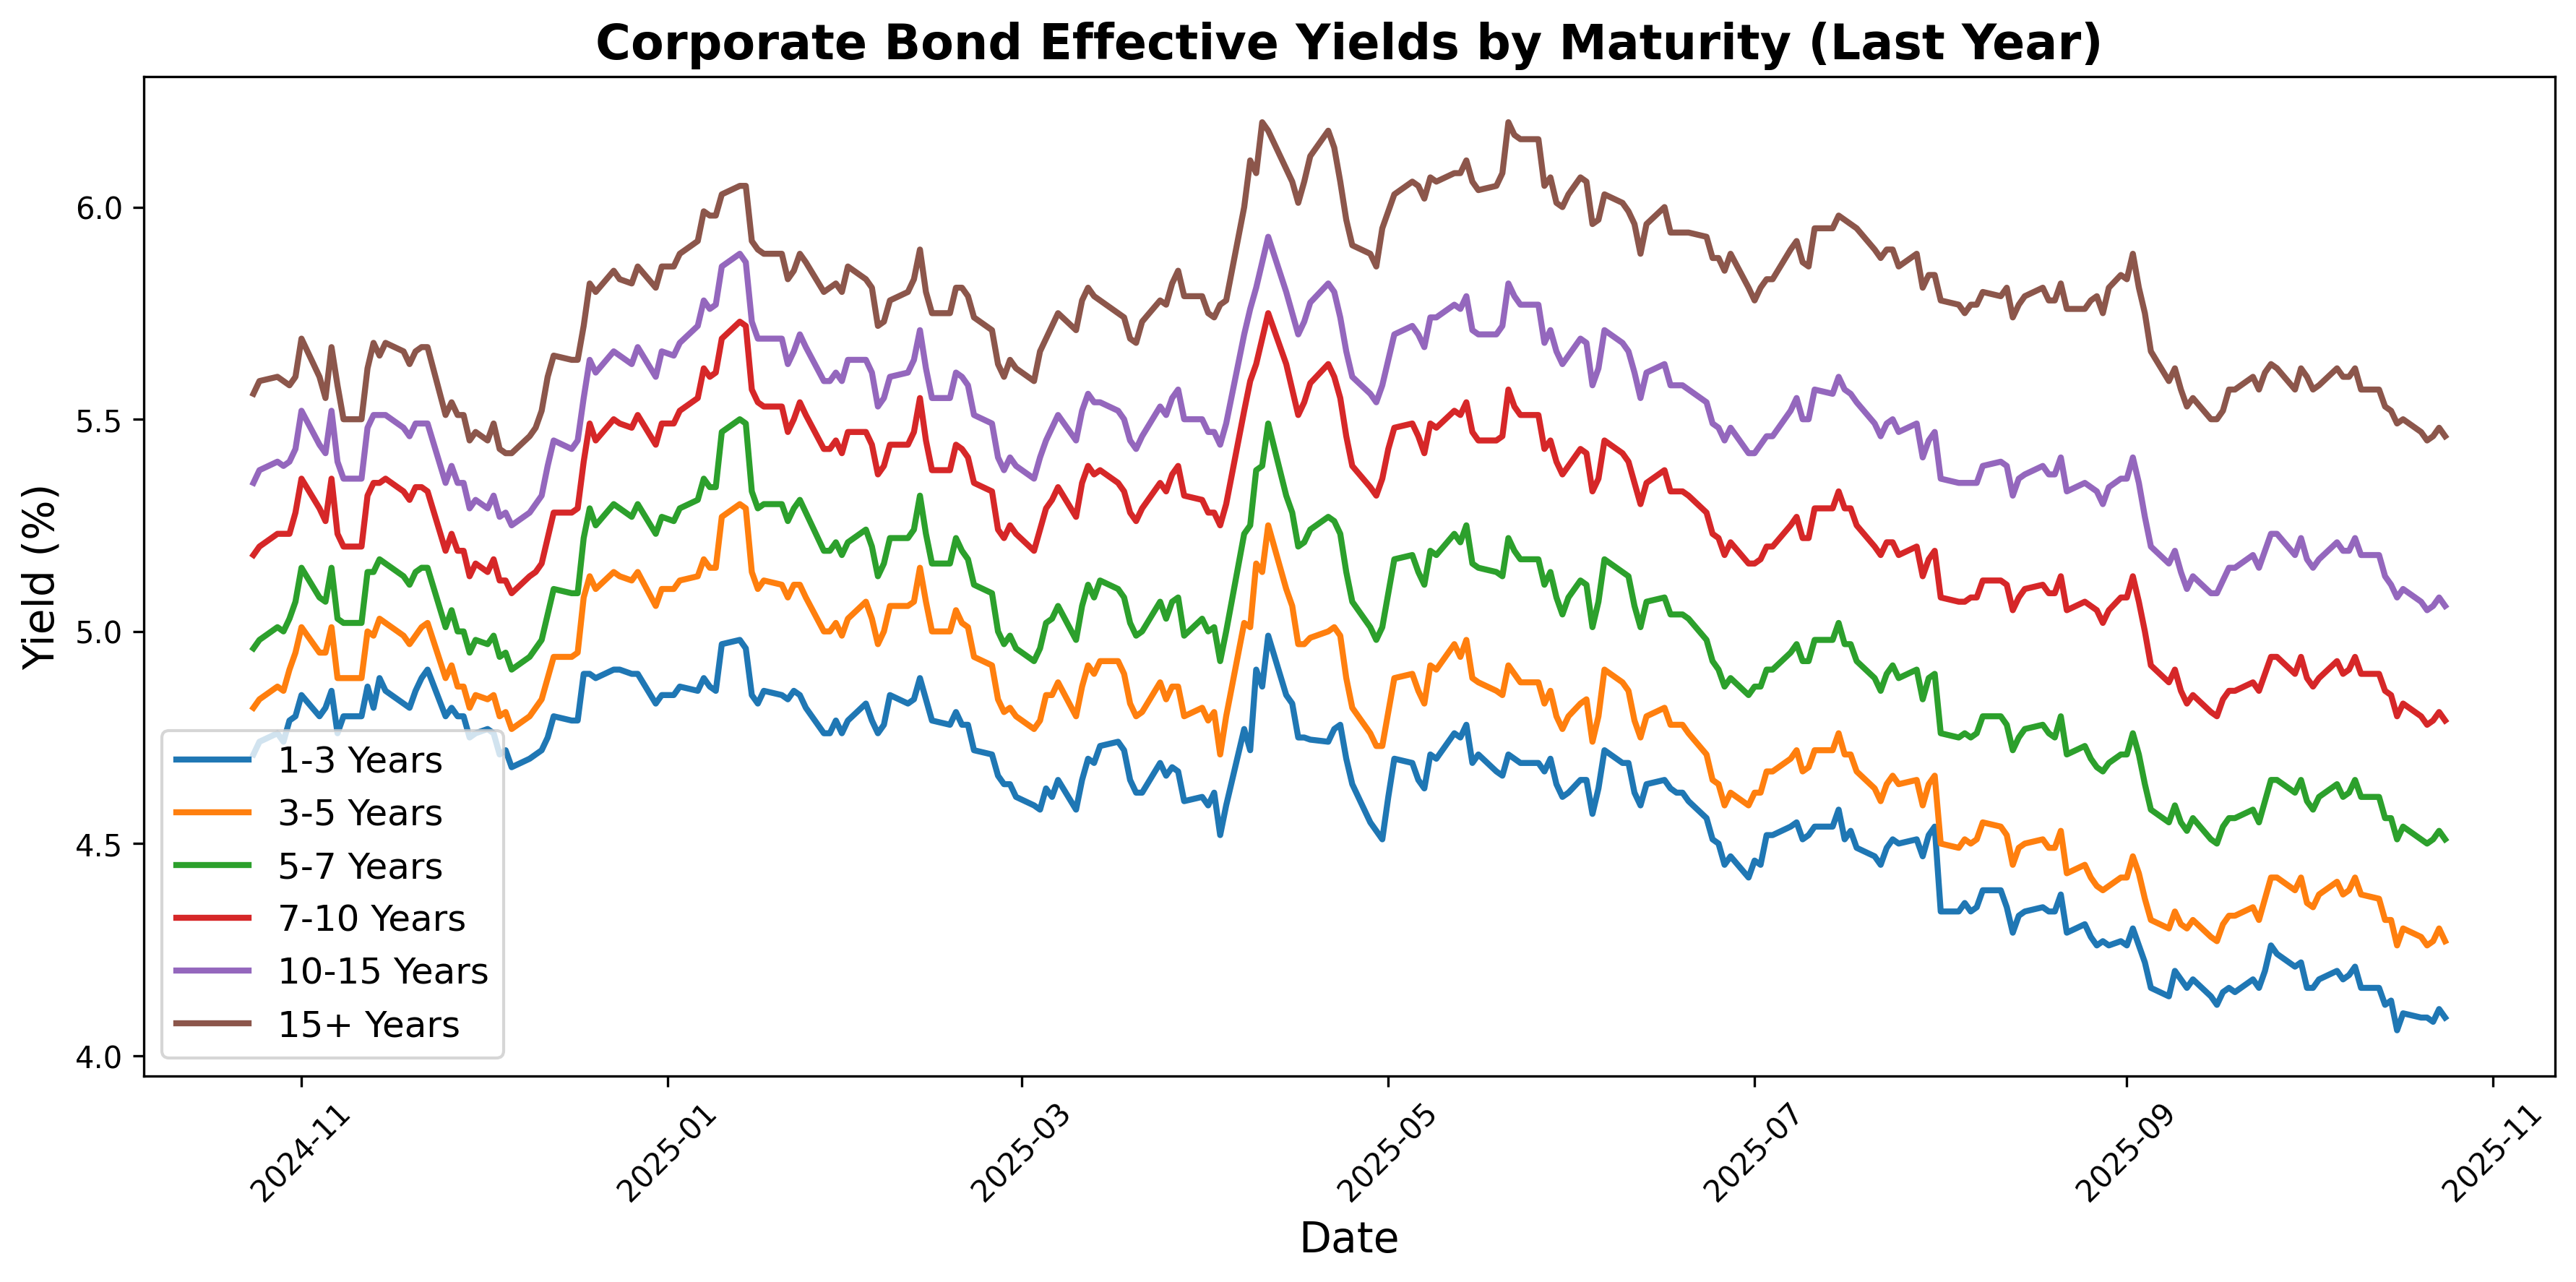 Corporate Bond Effective Yields by Maturity (Last Year)
Yield (%)
6.0
5.5
5.0
4.5
4.0
1-3 Years
3-5 Years
5-7 Years
7-10 Years
10-15 Years
15+ Years
2024-11
2025-01
2025-03
2025-05
2025-07
2025-09
2025-11
Date